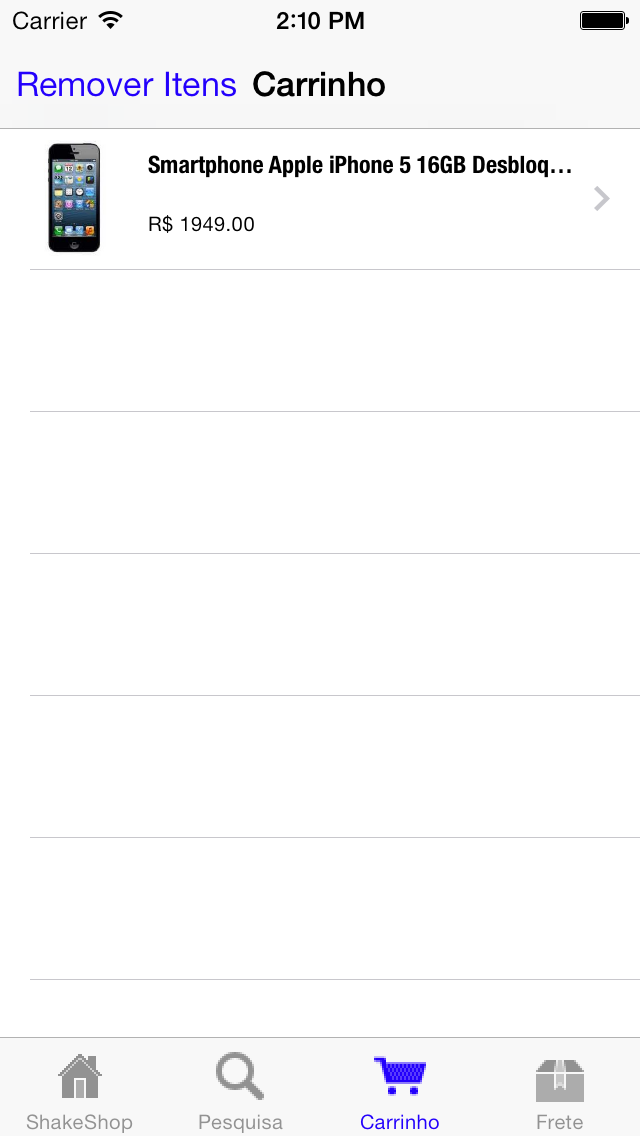 Carrier 2:10 PM
Remover Itens Carrinho
Smartphone Apple iPhone 5 16GB Desbloq...
R$ 1949.00
ShakeShop Pesquisa Carrinho Frete